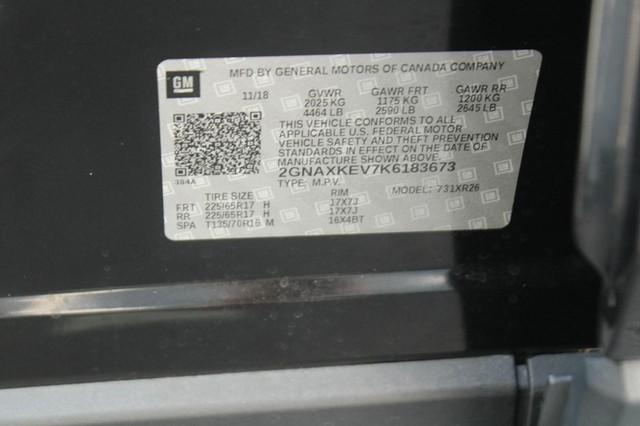 GM
MFD BY GENERAL MOTORS OF CANADA COMPANY
11/18 GVWR GAWR FRT GAWR RR
2025 KG 1175 KG 1200 KG
4464 LB 2590 LB 2645 LB
THIS VEHICLE CONFORMS TO ALL
APPLICABLE U.S. FEDERAL MOTOR
VEHICLE SAFETY AND THEFT PREVENTION
STANDARDS IN EFFECT ON THE DATE OF
MANUFACTURE SHOWN ABOVE.
2GNAXKEV7K6183673
TYPE: M.P.V. MODEL: 731XR26
TIRE SIZE RIM
FRT 225/65R17 H 17X7J
RR 225/65R17 H 17X7J
SPA T135/70R16 M 16X4BT